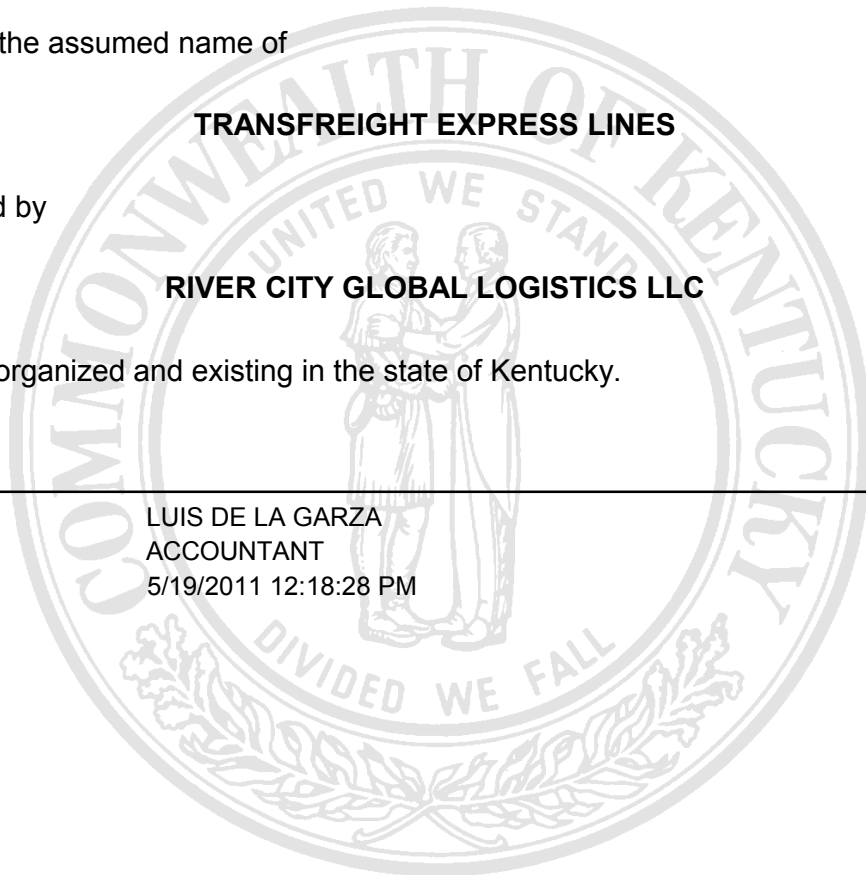 the assumed name of
TRANSFREIGHT EXPRESS LINES
d by
RIVER CITY GLOBAL LOGISTICS LLC
organized and existing in the state of Kentucky.
LUIS DE LA GARZA
ACCOUNTANT
5/19/2011 12:18:28 PM
COMMONWEALTH OF KENTUCKY
UNITED WE STAND
DIVIDED WE FALL